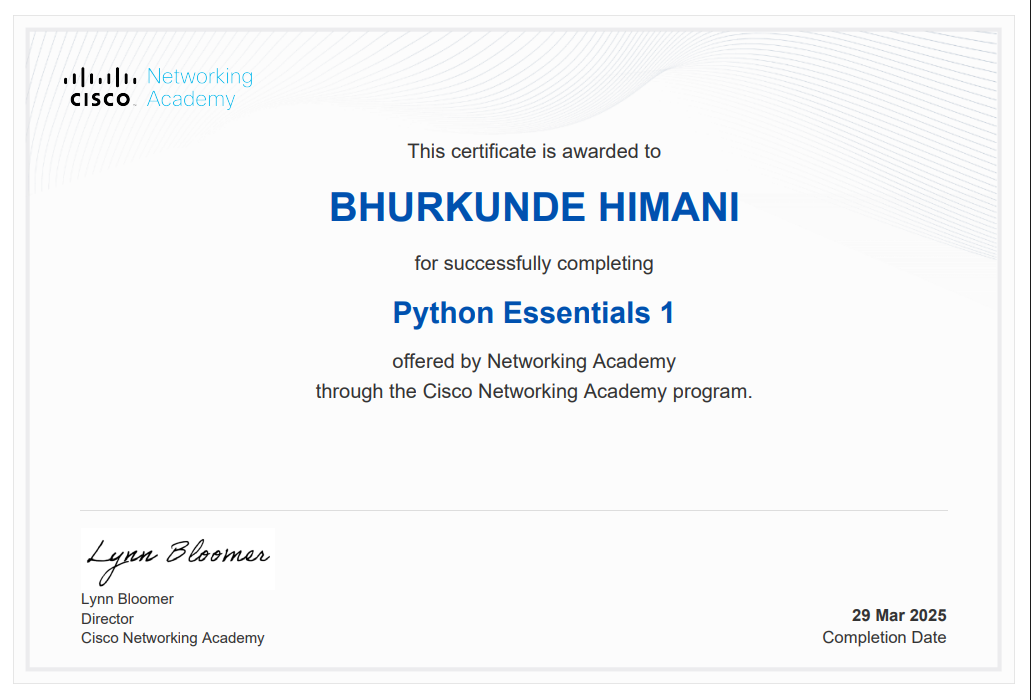 Networking
CISCO Academy
This certificate is awarded to
BHURKUNDE HIMANI
for successfully completing
Python Essentials 1
offered by Networking Academy
through the Cisco Networking Academy program.
Lynn Bloomer
Lynn Bloomer
Director
Cisco Networking Academy
29 Mar 2025
Completion Date